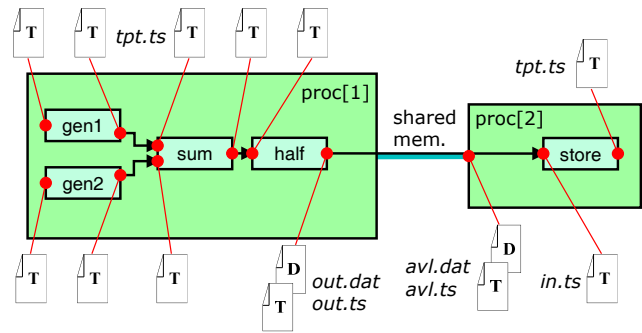 T
T
tpt.ts
T
T
T
tpt.ts
T
proc[1]
shared
mem.
proc[2]
gen1
sum
half
store
gen2
T
T
T
D
T
out.dat
out.ts
avl.dat
avl.ts
D
T
in.ts
T